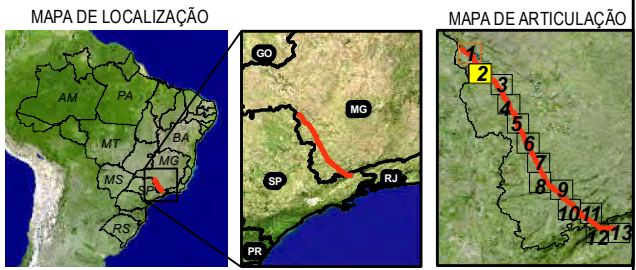 MAPA DE LOCALIZAÇÃO
AM
PA
MT
BA
MG
MS
SP
RS
GO
MG
SP
RJ
PR
MAPA DE ARTICULAÇÃO
1
2
3
4
5
6
7
8
9
10
11
12
13